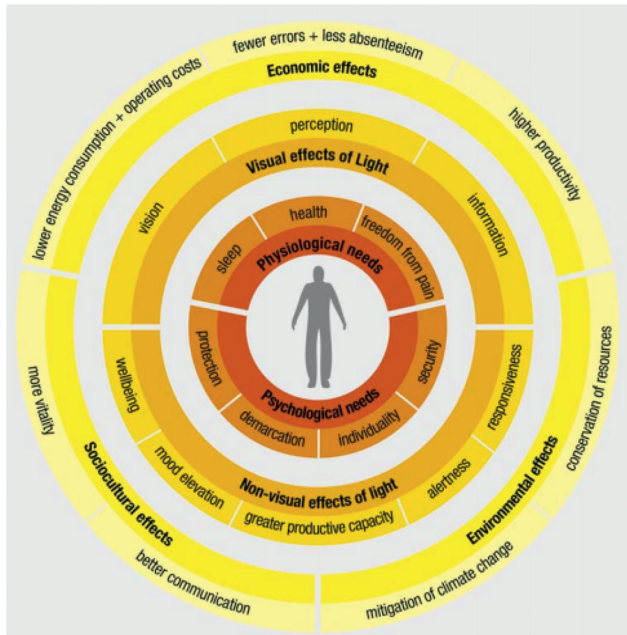 fewer errors + less absenteeism
Economic effects
lower energy consumption + operating costs
higher productivity
perception
Visual effects of Light
vision
information
health
sleep
freedom from pain
Physiological needs
protection
security
Psychological needs
demarcation
individuality
wellbeing
responsiveness
mood elevation
alertness
Non-visual effects of light
greater productive capacity
more vitality
conservation of resources
Sociocultural effects
Environmental effects
better communication
mitigation of climate change